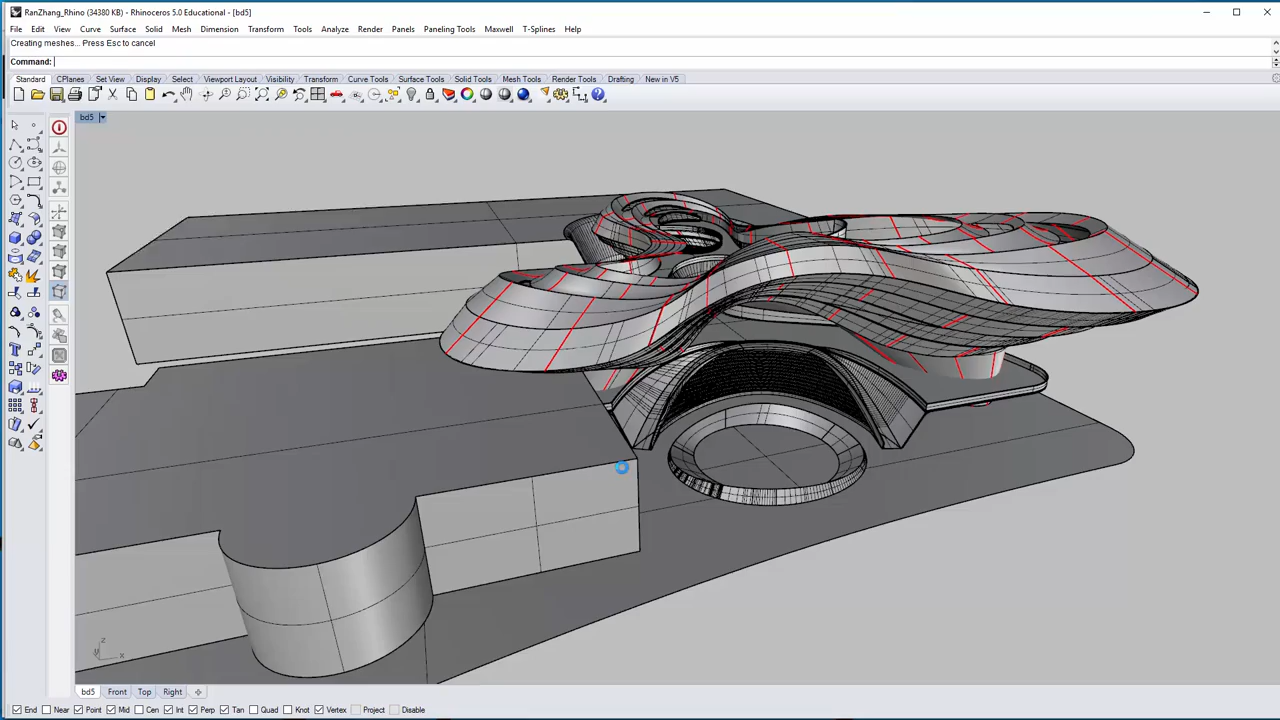 RanZhang_Rhino (34380 KB) - Rhinoceros 5.0 Educational - [bd5]
File Edit View Curve Surface Solid Mesh Dimension Transform Tools Analyze Render Panels Paneling Tools Maxwell T-Splines Help
Creating meshes... Press Esc to cancel
Command:
Standard CPlanes Set View Display Select Viewport Layout Visibility Transform Curve Tools Surface Tools Solid Tools Mesh Tools Render Tools Drafting New in V5
bd5
z
y x
bd5 Front Top Right
End Near Point Mid Cen Int Perp Tan Quad Knot Vertex Project Disable